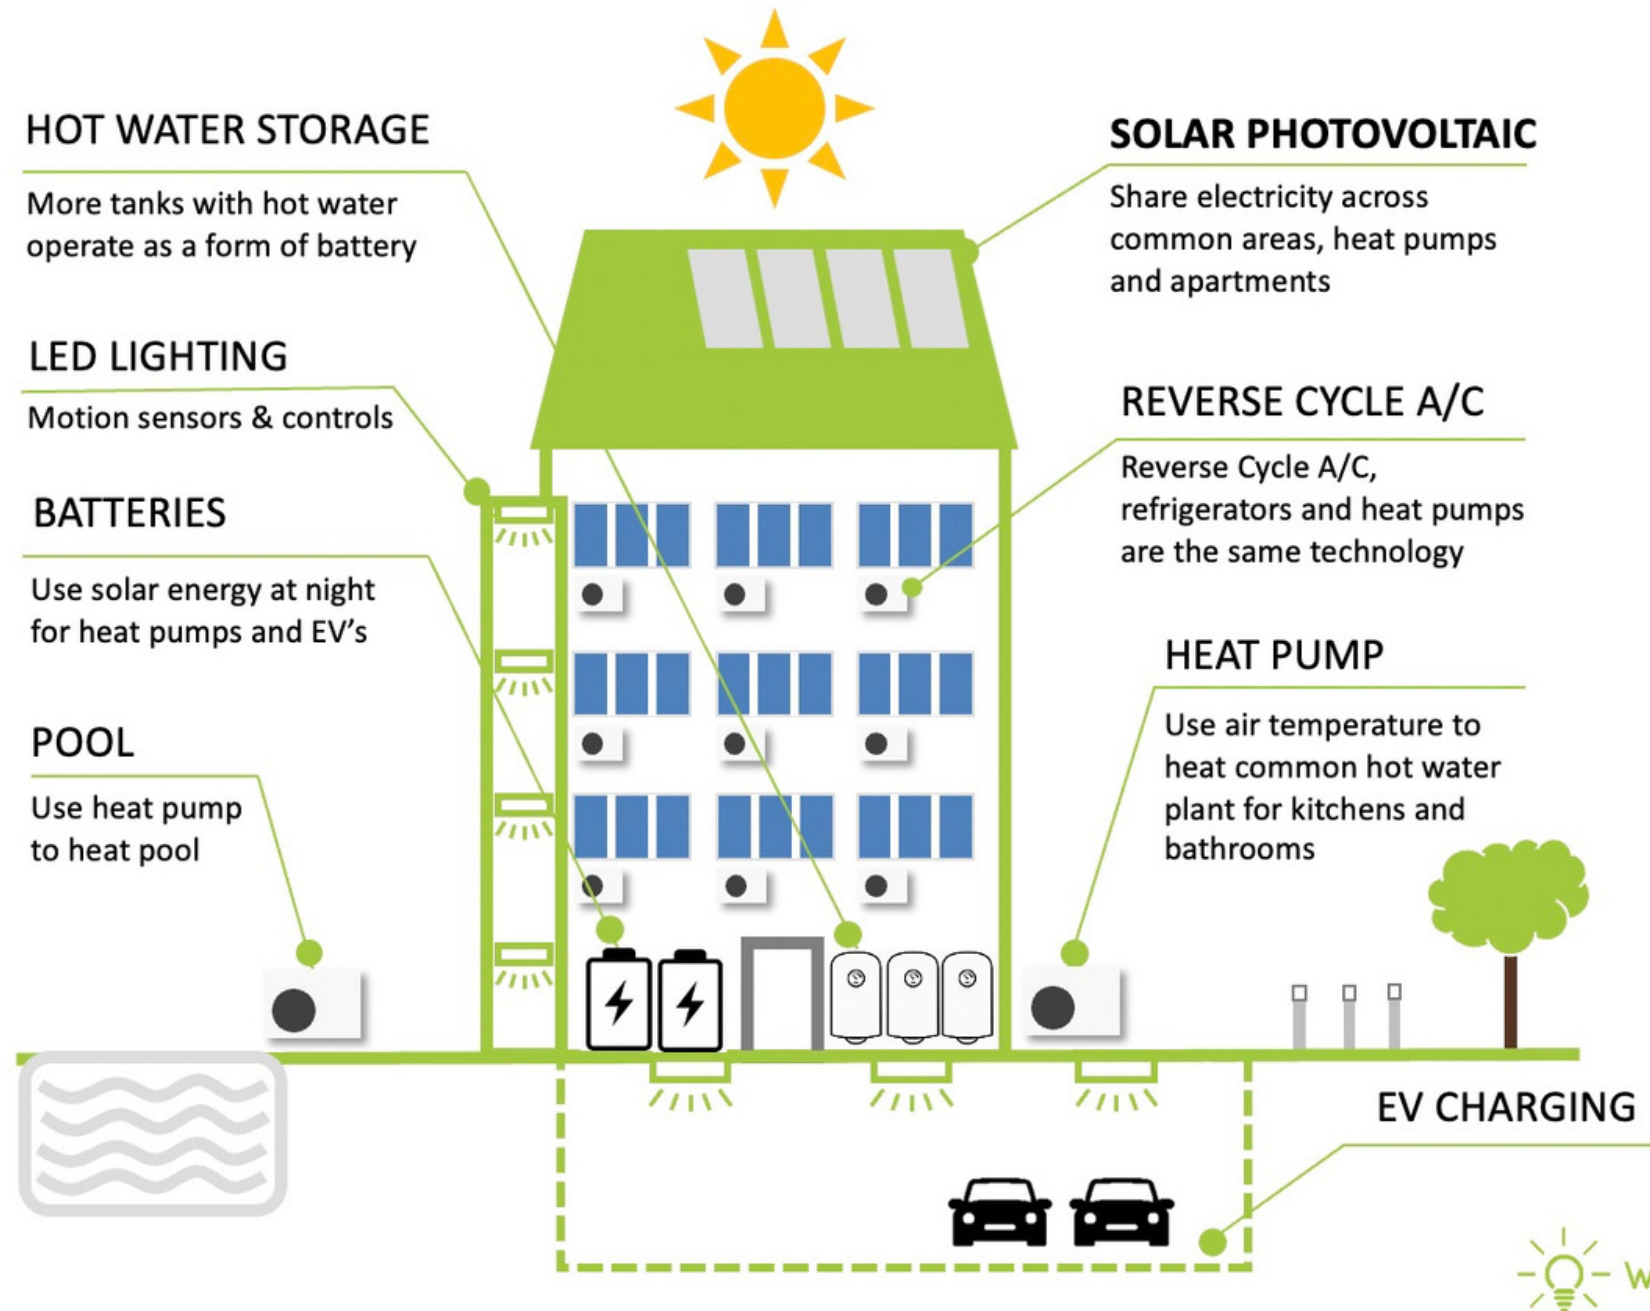 HOT WATER STORAGE
More tanks with hot water
operate as a form of battery
LED LIGHTING
Motion sensors & controls
BATTERIES
Use solar energy at night
for heat pumps and EV’s
POOL
Use heat pump
to heat pool
SOLAR PHOTOVOLTAIC
Share electricity across
common areas, heat pumps
and apartments
REVERSE CYCLE A/C
Reverse Cycle A/C,
refrigerators and heat pumps
are the same technology
HEAT PUMP
Use air temperature to
heat common hot water
plant for kitchens and
bathrooms
EV CHARGING